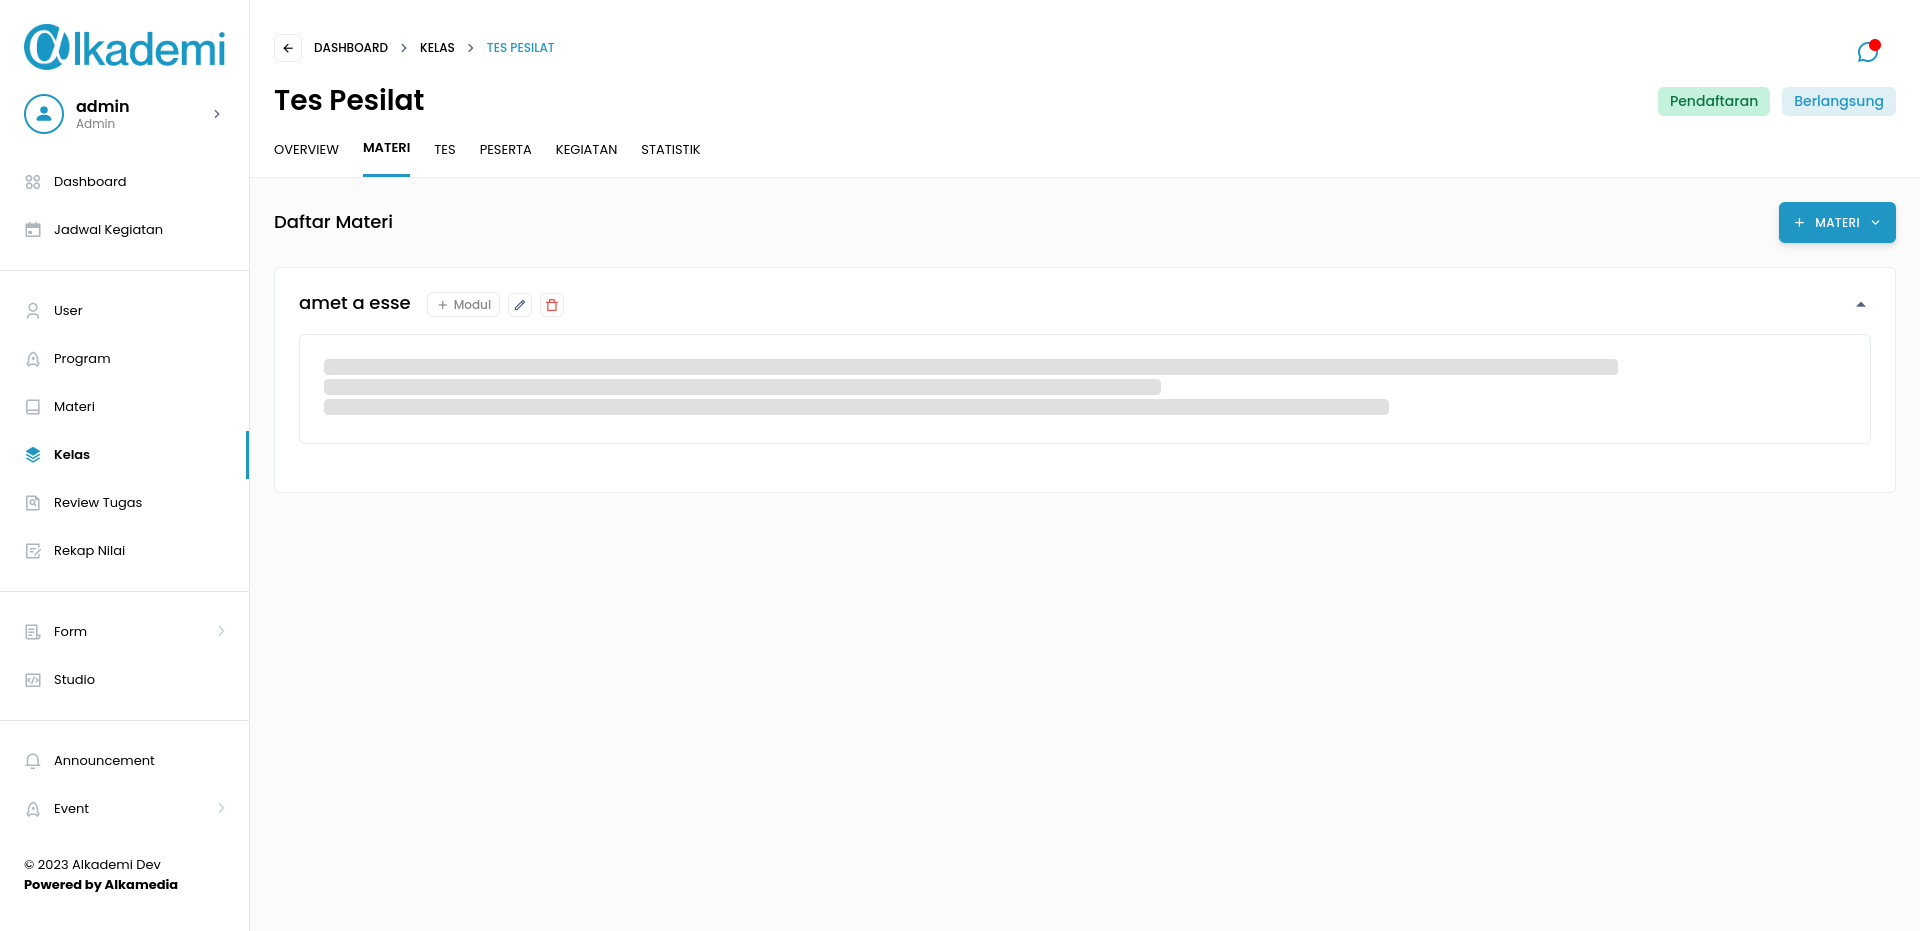 alkademi
admin
Admin
Dashboard
Jadwal Kegiatan
User
Program
Materi
Kelas
Review Tugas
Rekap Nilai
Form
Studio
Announcement
Event
© 2023 Alkademi Dev
Powered by Alkamedia
DASHBOARD > KELAS > TES PESILAT
Tes Pesilat
Pendaftaran Berlangsung
OVERVIEW MATERI TES PESERTA KEGIATAN STATISTIK
Daftar Materi
+ MATERI
amet a esse + Modul